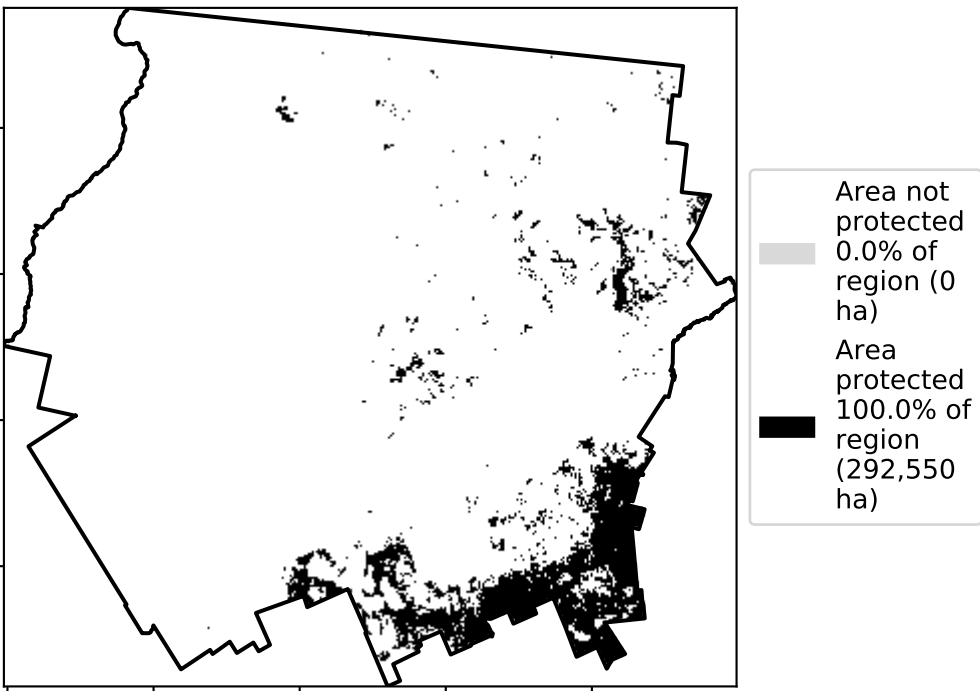 Area not
protected
0.0% of
region (0
ha)
Area
protected
100.0% of
region
(292,550
ha)